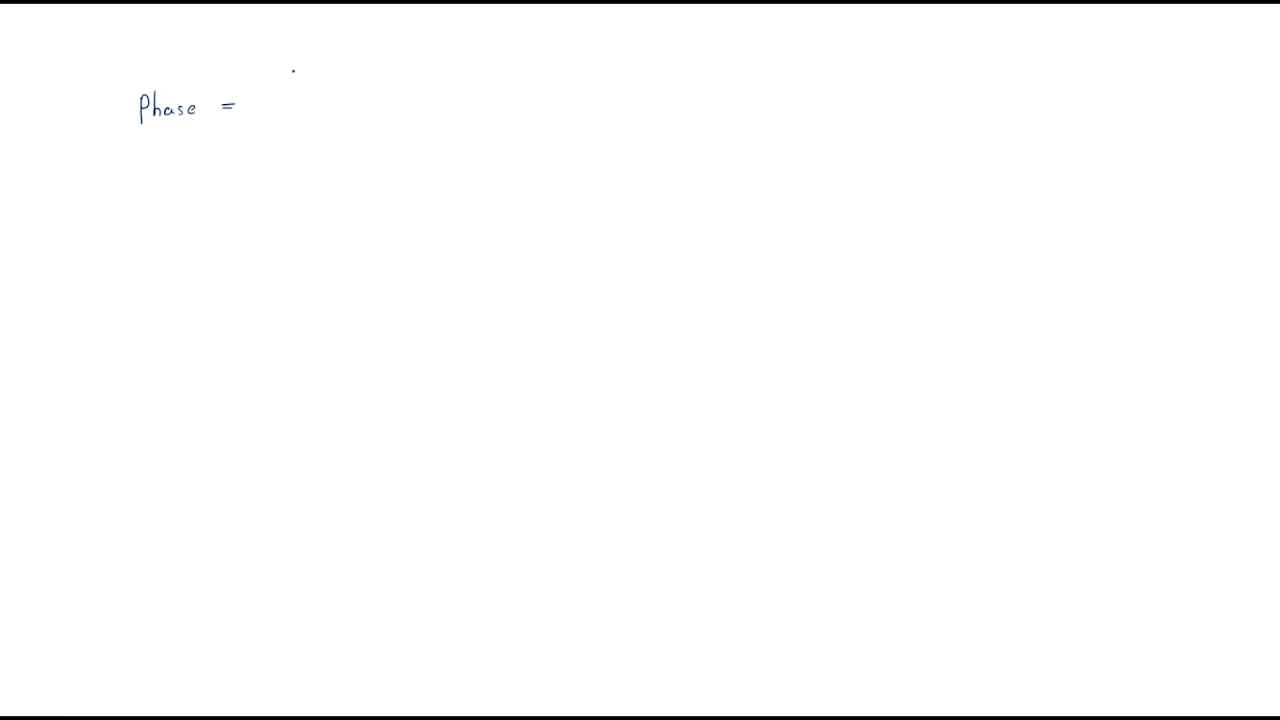 Phase =